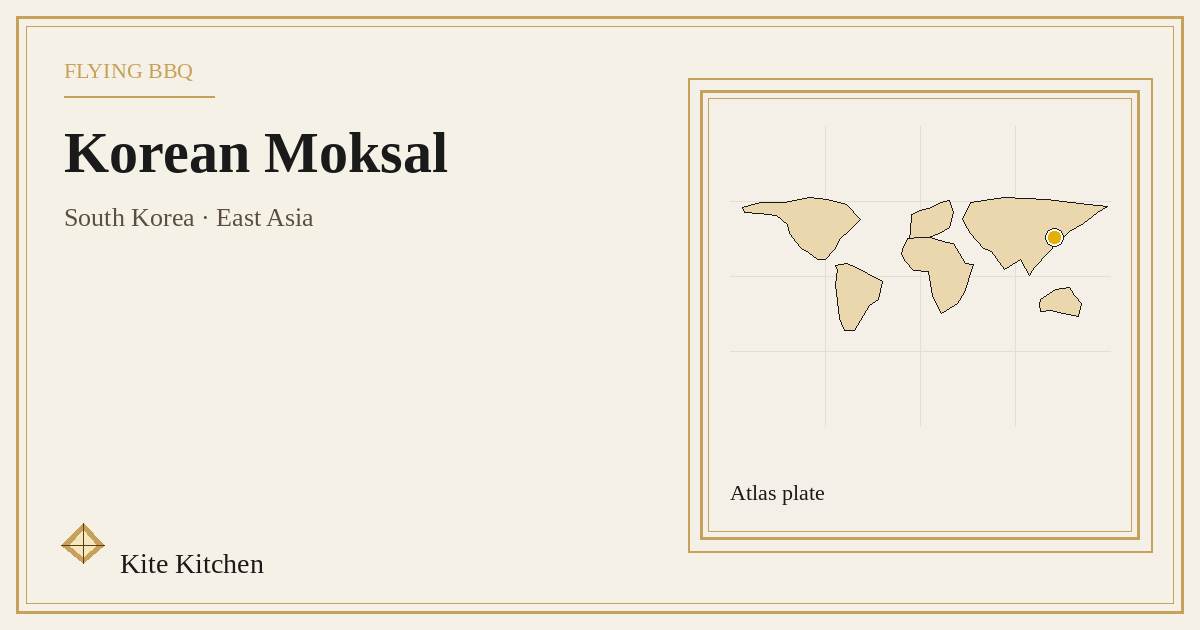 FLYING BBQ
Korean Moksal
South Korea · East Asia
Atlas plate
Kite Kitchen